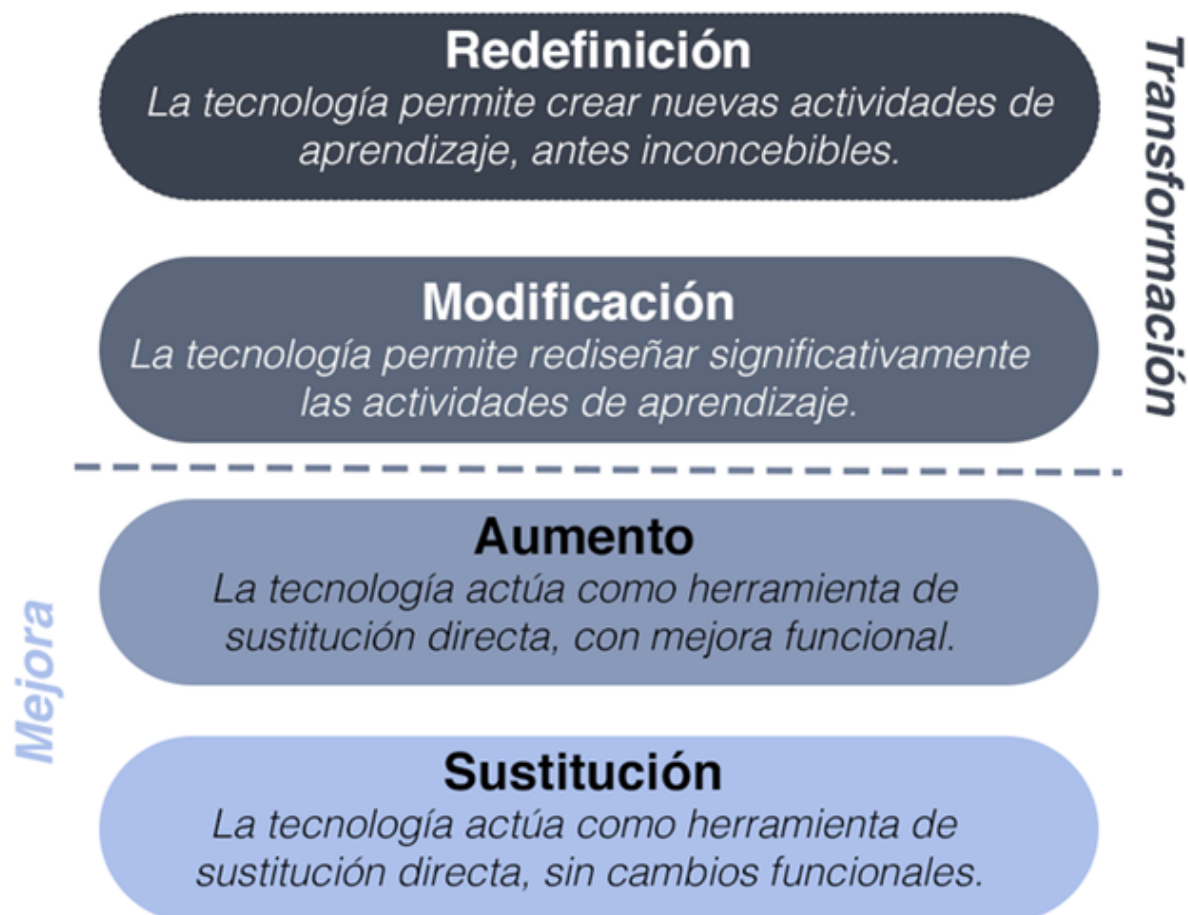 Redefinición
La tecnología permite crear nuevas actividades de
aprendizaje, antes inconcebibles.
Transformación
Modificación
La tecnología permite rediseñar significativamente
las actividades de aprendizaje.
Aumento
La tecnología actúa como herramienta de
sustitución directa, con mejora funcional.
Mejora
Sustitución
La tecnología actúa como herramienta de
sustitución directa, sin cambios funcionales.